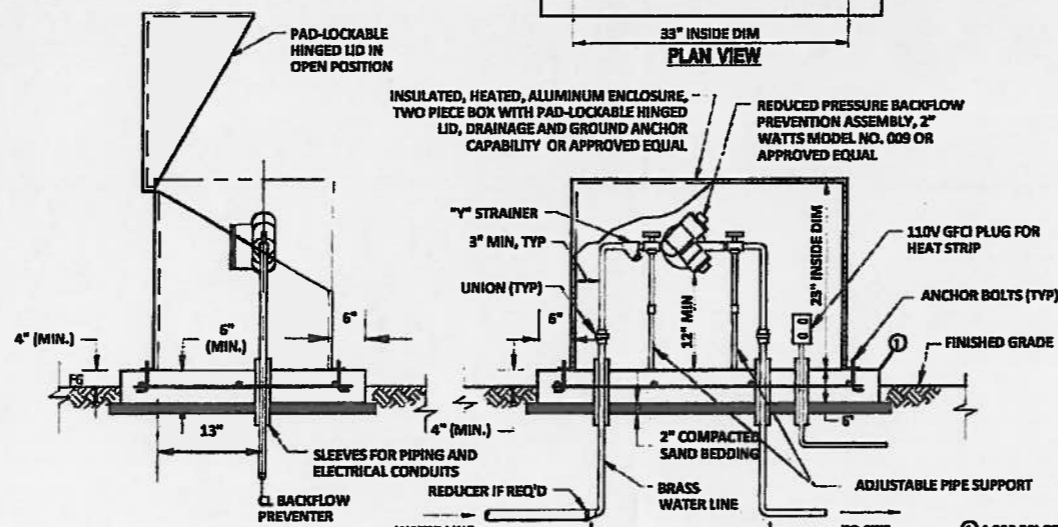 33" INSIDE DIM
PLAN VIEW
PAD-LOCKABLE
HINGED LID IN
OPEN POSITION
INSULATED, HEATED, ALUMINUM ENCLOSURE,
TWO PIECE BOX WITH PAD-LOCKABLE HINGED
LID, DRAINAGE AND GROUND ANCHOR
CAPABILITY OR APPROVED EQUAL
REDUCED PRESSURE BACKFLOW
PREVENTION ASSEMBLY, 2"
WATTS MODEL NO. 009 OR
APPROVED EQUAL
"Y" STRAINER
3" MIN, TYP
UNION (TYP)
23" INSIDE DIM
12" MIN
110V GFCI PLUG FOR
HEAT STRIP
ANCHOR BOLTS (TYP)
1
FINISHED GRADE
4" (MIN.)
6"
(MIN.)
6"
6"
FG
13"
4" (MIN.)
6"
SLEEVES FOR PIPING AND
ELECTRICAL CONDUITS
2" COMPACTED
SAND BEDDING
ADJUSTABLE PIPE SUPPORT
BRASS
WATER LINE
REDUCER IF REQ'D
CL BACKFLOW
PREVENTER